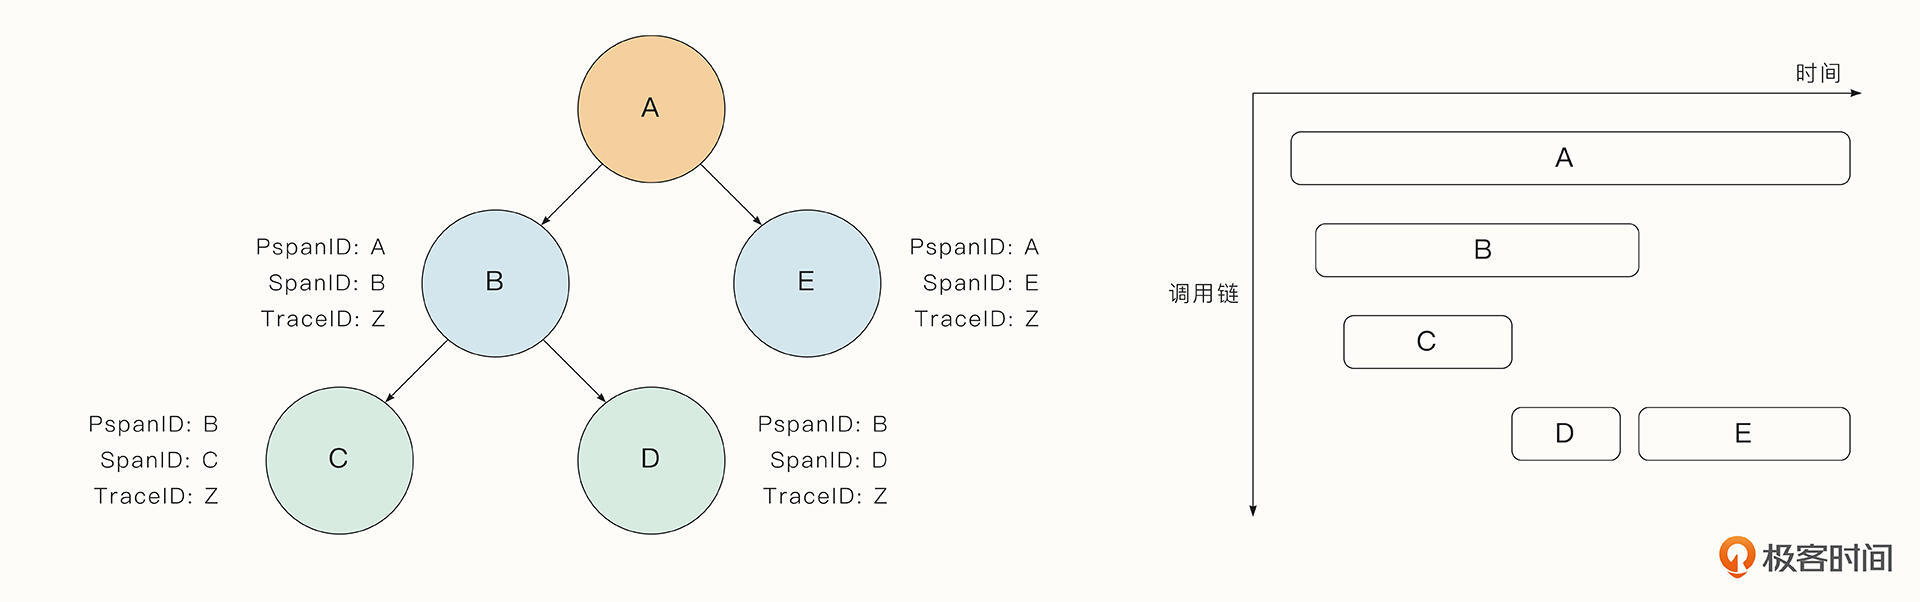 A
PspanID: A
SpanID: B
TraceID: Z
B
E
PspanID: A
SpanID: E
TraceID: Z
PspanID: B
SpanID: C
TraceID: Z
C
D
PspanID: B
SpanID: D
TraceID: Z
时间
调用链
A
B
C
D
E
极客时间